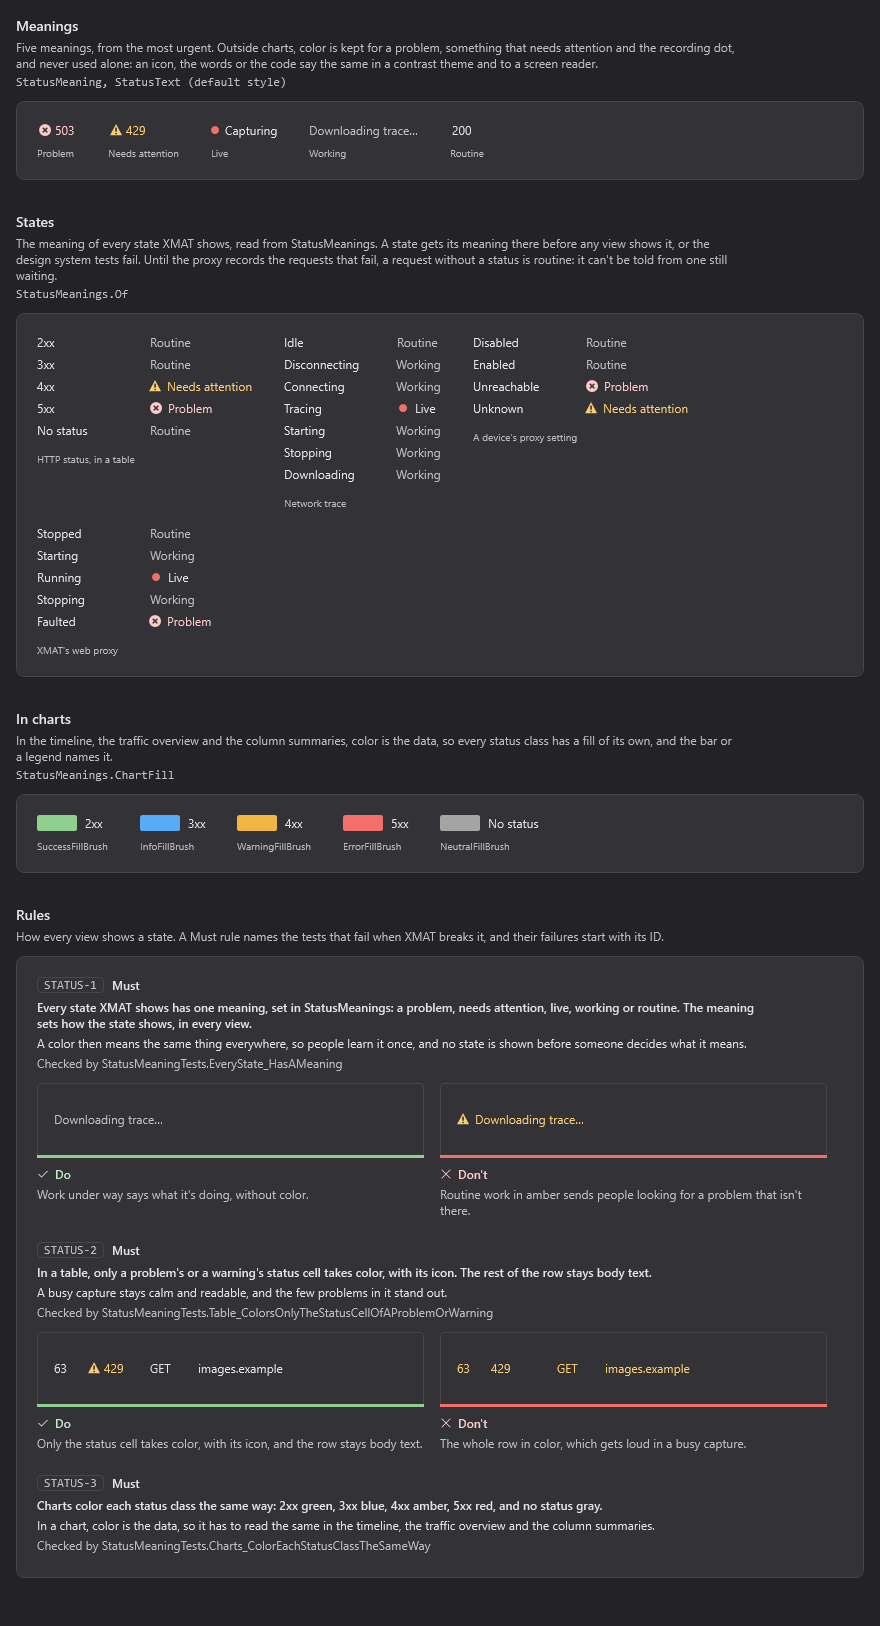 Meanings
Five meanings, from the most urgent. Outside charts, color is kept for a problem, something that needs attention and the recording dot,
and never used alone: an icon, the words or the code say the same in a contrast theme and to a screen reader.
StatusMeaning, StatusText (default style)
503 429 Capturing Downloading trace... 200
Problem Needs attention Live Working Routine
States
The meaning of every state XMAT shows, read from StatusMeanings. A state gets its meaning there before any view shows it, or the
design system tests fail. Until the proxy records the requests that fail, a request without a status is routine: it can't be told from one still
waiting.
StatusMeanings.Of
2xx Routine
3xx Routine
4xx Needs attention
5xx Problem
No status Routine
HTTP status, in a table
Idle Routine
Disconnecting Working
Connecting Working
Tracing Live
Starting Working
Stopping Working
Downloading Working
Network trace
Disabled Routine
Enabled Routine
Unreachable Problem
Unknown Needs attention
A device's proxy setting
Stopped Routine
Starting Working
Running Live
Stopping Working
Faulted Problem
XMAT's web proxy
In charts
In the timeline, the traffic overview and the column summaries, color is the data, so every status class has a fill of its own, and the bar or
a legend names it.
StatusMeanings.ChartFill
2xx 3xx 4xx 5xx No status
SuccessFillBrush InfoFillBrush WarningFillBrush ErrorFillBrush NeutralFillBrush
Rules
How every view shows a state. A Must rule names the tests that fail when XMAT breaks it, and their failures start with its ID.
STATUS-1 Must
Every state XMAT shows has one meaning, set in StatusMeanings: a problem, needs attention, live, working or routine. The meaning
sets how the state shows, in every view.
A color then means the same thing everywhere, so people learn it once, and no state is shown before someone decides what it means.
Checked by StatusMeaningTests.EveryState_HasAMeaning
Downloading trace...
Do
Work under way says what it's doing, without color.
Downloading trace...
Don't
Routine work in amber sends people looking for a problem that isn't
there.
STATUS-2 Must
In a table, only a problem's or a warning's status cell takes color, with its icon. The rest of the row stays body text.
A busy capture stays calm and readable, and the few problems in it stand out.
Checked by StatusMeaningTests.Table_ColorsOnlyTheStatusCellOfAProblemOrWarning
63 429 GET images.example
Do
Only the status cell takes color, with its icon, and the row stays body text.
63 429 GET images.example
Don't
The whole row in color, which gets loud in a busy capture.
STATUS-3 Must
Charts color each status class the same way: 2xx green, 3xx blue, 4xx amber, 5xx red, and no status gray.
In a chart, color is the data, so it has to read the same in the timeline, the traffic overview and the column summaries.
Checked by StatusMeaningTests.Charts_ColorEachStatusClassTheSameWay